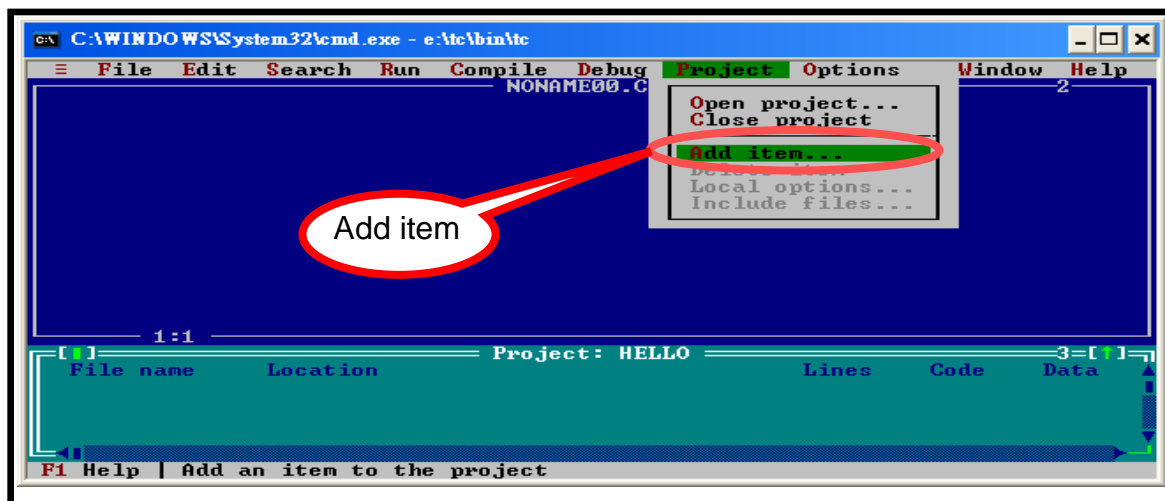 C:\WINDOWS\System32\cmd.exe - e:\tc\bin\tc
≡ File Edit Search Run Compile Debug Project Options Window Help
NONAME00.C 2
Open project...
Close project
Add item...
Delete item
Local options...
Include files...
Add item
1:1
Project: HELLO 3=[↑]
File name Location Lines Code Data
F1 Help | Add an item to the project